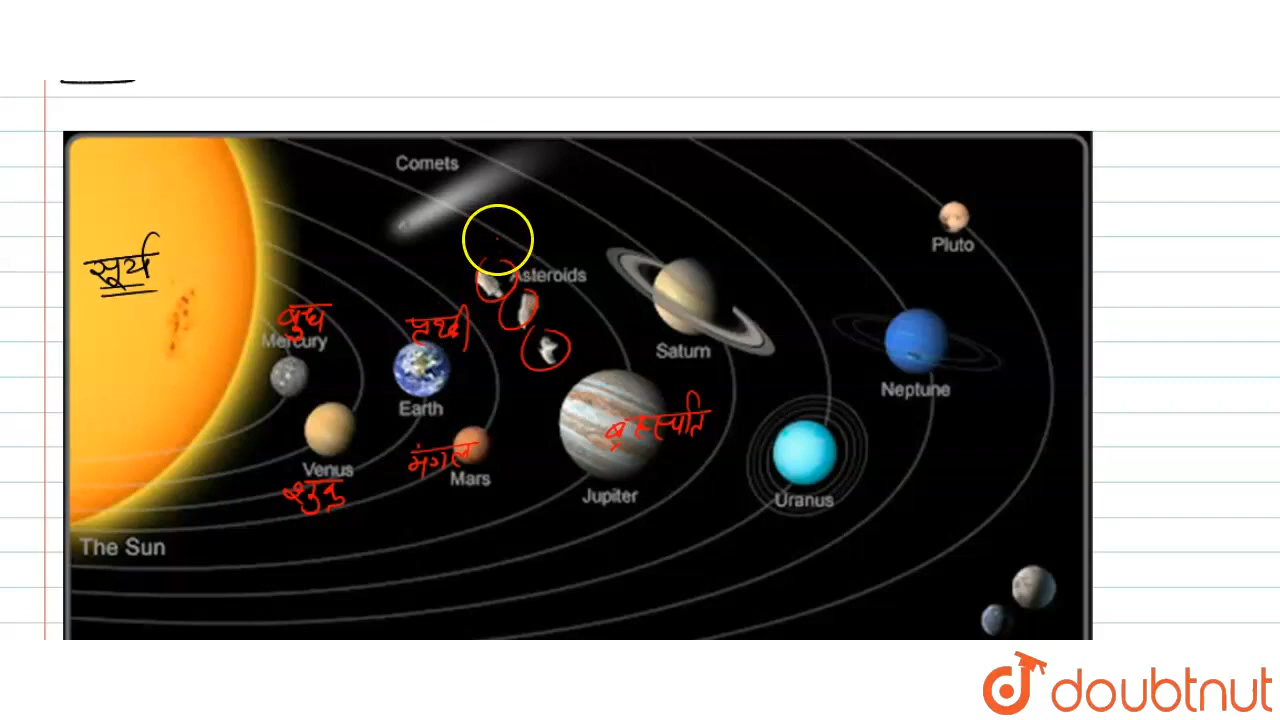 Comets
Pluto
सूर्य
Asteroids
बुध
Mercury
पृथ्वी
Saturn
Neptune
Earth
बृहस्पति
मंगल
Venus
Mars
शुक्र
Jupiter
Uranus
The Sun
doubtnut